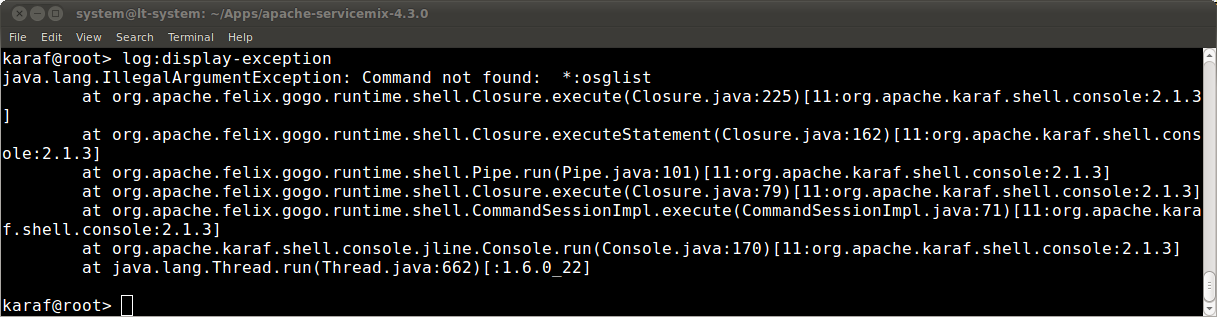 system@lt-system: ~/Apps/apache-servicemix-4.3.0
File Edit View Search Terminal Help
karaf@root> log:display-exception
java.lang.IllegalArgumentException: Command not found:  *:osglist
        at org.apache.felix.gogo.runtime.shell.Closure.execute(Closure.java:225)[11:org.apache.karaf.shell.console:2.1.3
]
        at org.apache.felix.gogo.runtime.shell.Closure.executeStatement(Closure.java:162)[11:org.apache.karaf.shell.cons
ole:2.1.3]
        at org.apache.felix.gogo.runtime.shell.Pipe.run(Pipe.java:101)[11:org.apache.karaf.shell.console:2.1.3]
        at org.apache.felix.gogo.runtime.shell.Closure.execute(Closure.java:79)[11:org.apache.karaf.shell.console:2.1.3]
        at org.apache.felix.gogo.runtime.shell.CommandSessionImpl.execute(CommandSessionImpl.java:71)[11:org.apache.kara
f.shell.console:2.1.3]
        at org.apache.karaf.shell.console.jline.Console.run(Console.java:170)[11:org.apache.karaf.shell.console:2.1.3]
        at java.lang.Thread.run(Thread.java:662)[:1.6.0_22]
karaf@root>